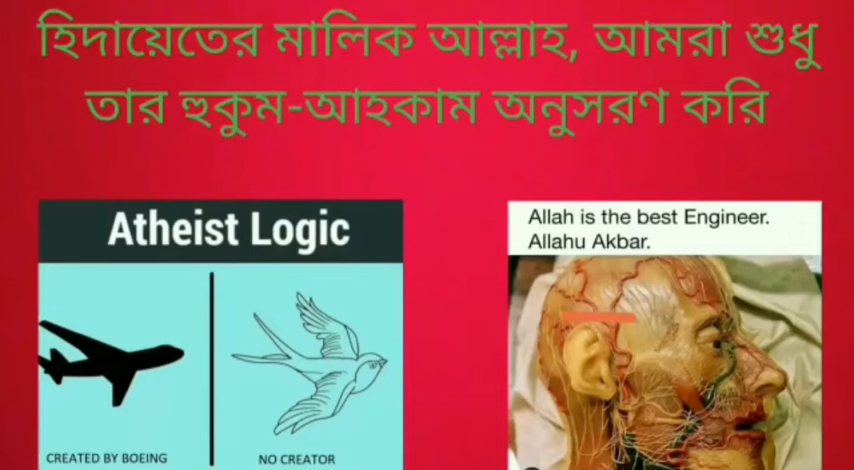 হিদায়েতের মালিক আল্লাহ, আমরা শুধু
তার হুকুম-আহকাম অনুসরণ করি
Atheist Logic
CREATED BY BOEING
NO CREATOR
Allah is the best Engineer.
Allahu Akbar.